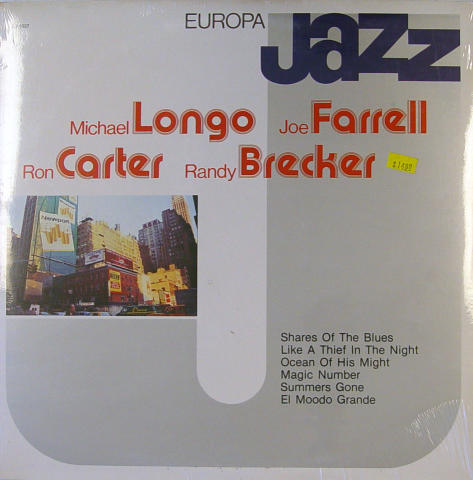 EUROPA
Jazz
Michael Longo Joe Farrell
Ron Carter Randy Brecker
Newport
Shares Of The Blues
Like A Thief In The Night
Ocean Of His Might
Magic Number
Summers Gone
El Moodo Grande